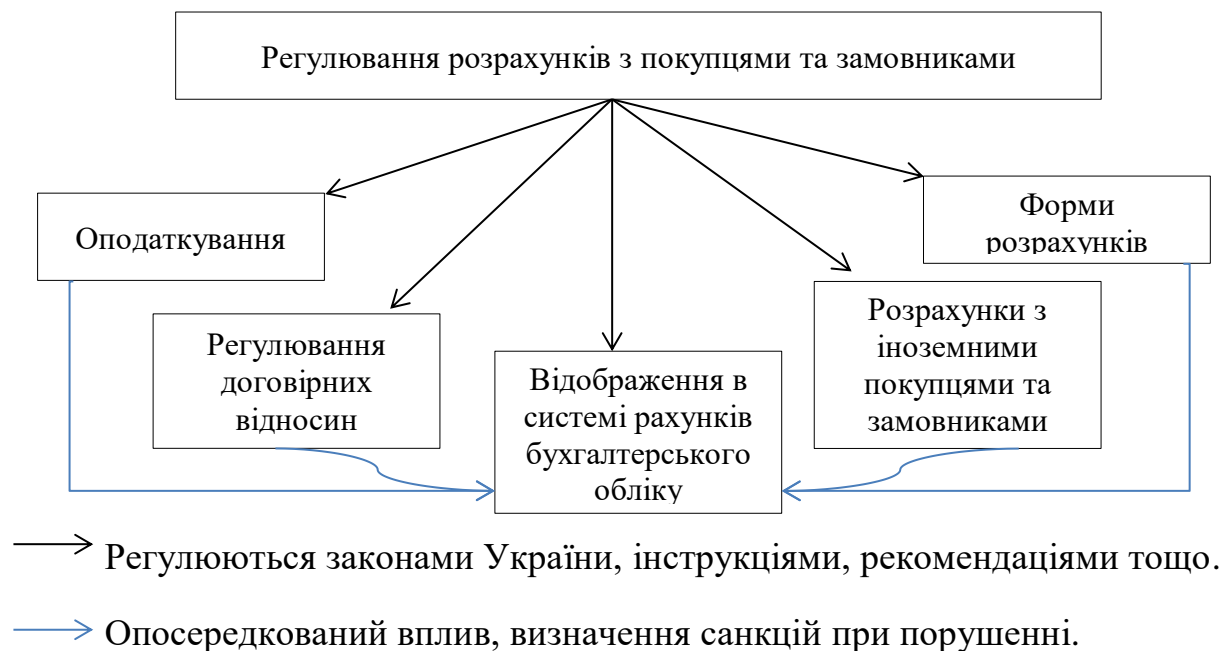 Регулювання розрахунків з покупцями та замовниками
Оподаткування
Форми
розрахунків
Регулювання
договірних
відносин
Відображення в
системі рахунків
бухгалтерського
обліку
Розрахунки з
іноземними
покупцями та
замовниками
Регулюються законами України, інструкціями, рекомендаціями тощо.
Опосередкований вплив, визначення санкцій при порушенні.